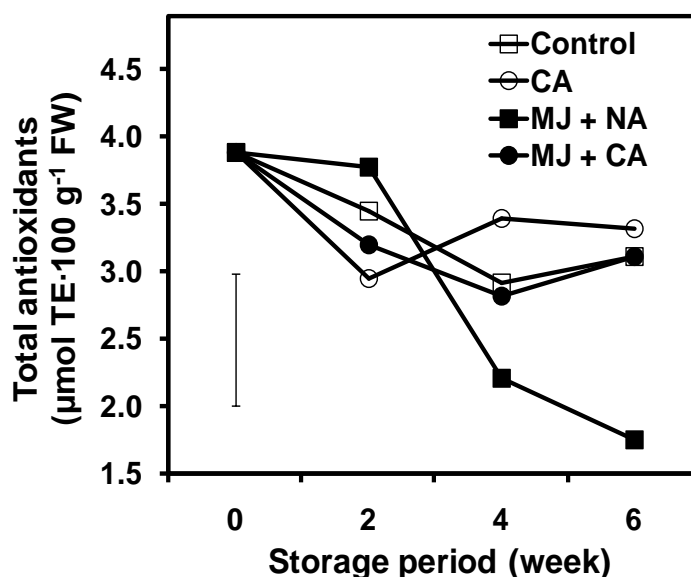 Total antioxidants
(µmol TE·100 g-1 FW)
4.5
4.0
3.5
3.0
2.5
2.0
1.5
Control
CA
MJ + NA
MJ + CA
0 2 4 6
Storage period (week)